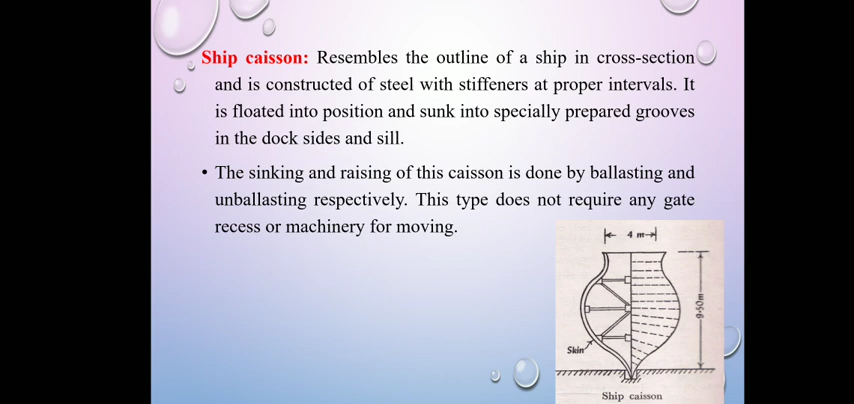 Ship caisson: Resembles the outline of a ship in cross-section
and is constructed of steel with stiffeners at proper intervals. It
is floated into position and sunk into specially prepared grooves
in the dock sides and sill.
• The sinking and raising of this caisson is done by ballasting and
unballasting respectively. This type does not require any gate
recess or machinery for moving.
4 m
9·50m
Skin
Ship caisson